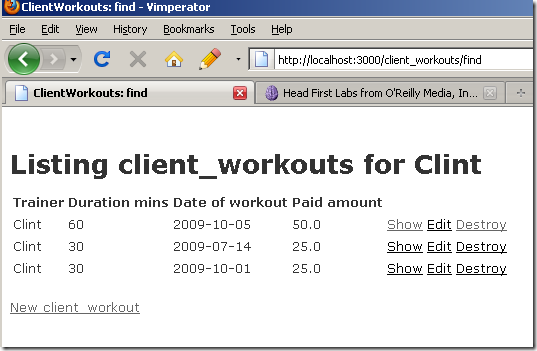 ClientWorkouts: find - Vimperator
File Edit View History Bookmarks Tools Help
http://localhost:3000/client_workouts/find
ClientWorkouts: find Head First Labs from O'Reilly Media, In...
Listing client_workouts for Clint
Trainer Duration mins Date of workout Paid amount
Clint 60 2009-10-05 50.0 Show Edit Destroy
Clint 30 2009-07-14 25.0 Show Edit Destroy
Clint 30 2009-10-01 25.0 Show Edit Destroy
New client_workout